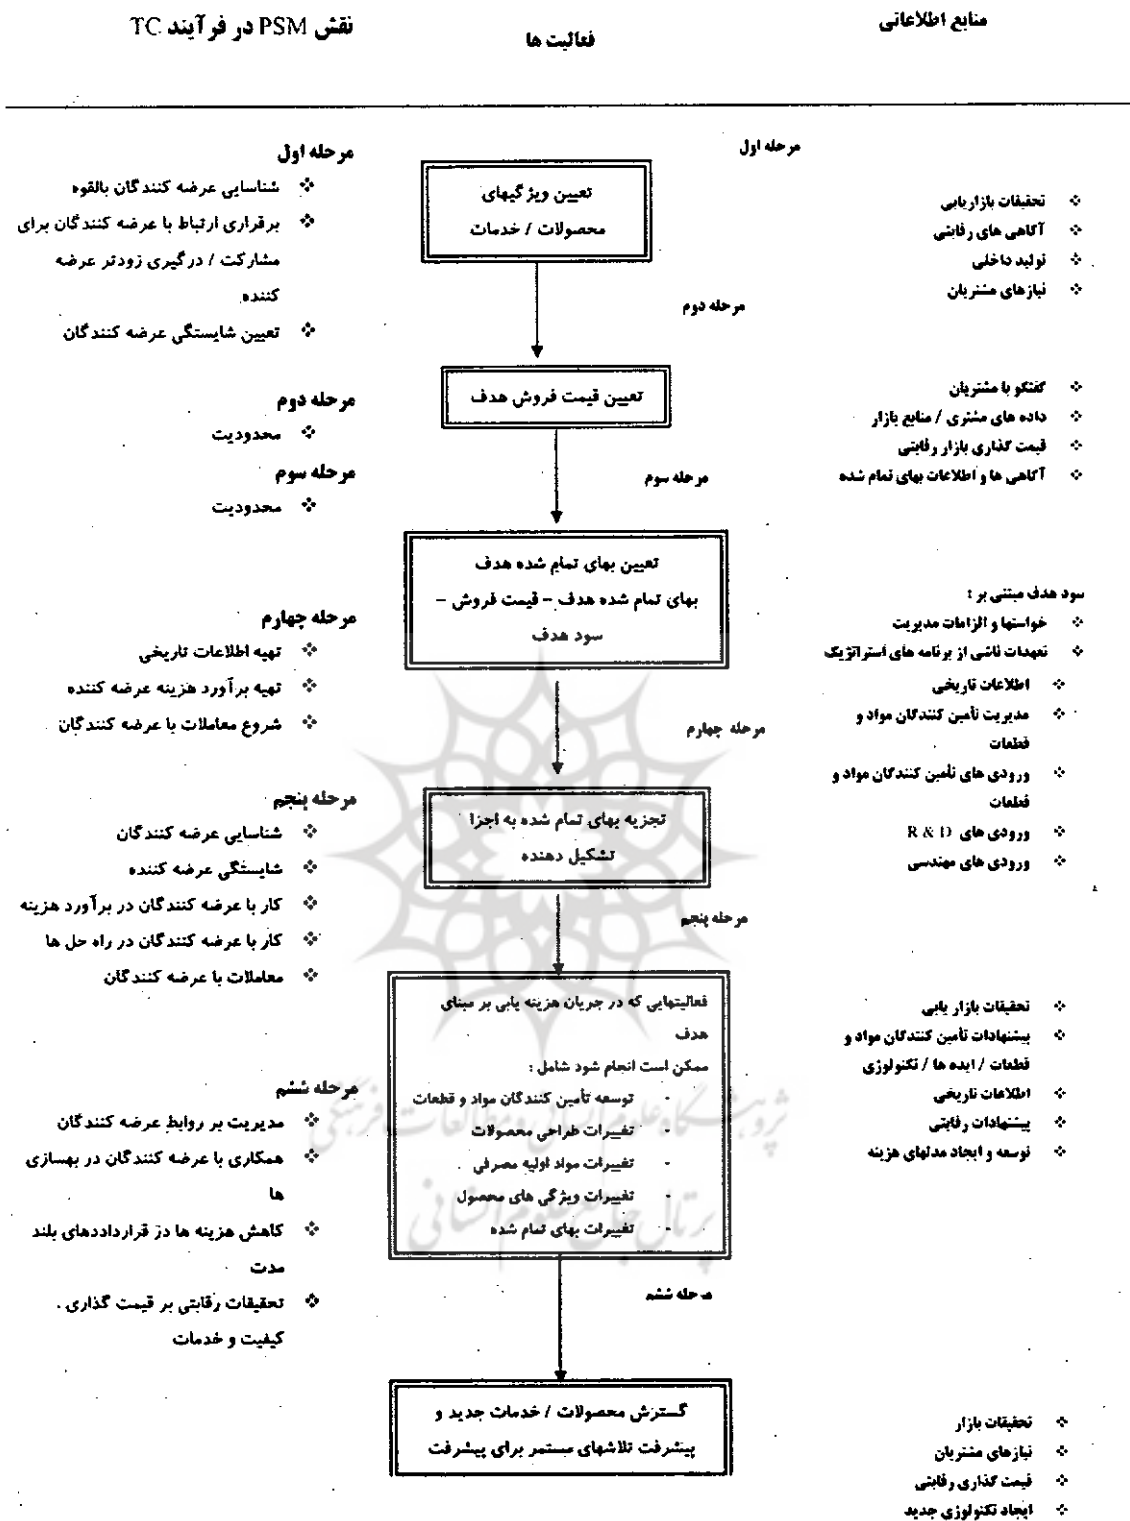 منابع اطلاعاتی
فعالیت ها
نقش PSM در فرآیند TC
مرحله اول
❖ تحقیقات بازاریابی
❖ آگاهی های رقابتی
❖ تولید داخلی
❖ نیازهای مشتریان
❖ گفتگو با مشتریان
❖ داده های مشتری / منابع بازار
❖ قیمت گذاری بازار رقابتی
❖ آگاهی ها و اطلاعات بهای تمام شده
سود هدف مبتنی بر :
❖ خواستها و الزامات مدیریت
❖ تعهدات ناشی از برنامه های استراتژیک
❖ اطلاعات تاریخی
❖ مدیریت تأمین کنندگان مواد و
قطعات
❖ ورودی های تأمین کنندگان مواد و
قطعات
❖ ورودی های R & D
❖ ورودی های مهندسی
❖ تحقیقات بازار یابی
❖ پیشنهادات تأمین کنندگان مواد و
قطعات / ایده ها / تکنولوژی
❖ اطلاعات تاریخی
❖ پیشنهادات رقابتی
❖ توسعه و ایجاد مدلهای هزینه
❖ تحقیقات بازار
❖ نیازهای مشتریان
❖ قیمت گذاری رقابتی
❖ ایجاد تکنولوژی جدید
تعیین ویژگیهای
محصولات / خدمات
مرحله دوم
تعیین قیمت فروش هدف
مرحله سوم
تعیین بهای تمام شده هدف
بهای تمام شده هدف – قیمت فروش –
سود هدف
مرحله چهارم
تجزیه بهای تمام شده به اجزا
تشکیل دهنده
مرحله پنجم
فعالیتهایی که در جریان هزینه یابی بر مبنای
هدف
ممکن است انجام شود شامل :
- توسعه تأمین کنندگان مواد و قطعات
- تغییرات طراحی محصولات
- تغییرات مواد اولیه مصرفی
- تغییرات ویژگی های محصول
- تغییرات بهای تمام شده
مرحله ششم
گسترش محصولات / خدمات جدید و
پیشرفت تلاشهای مستمر برای پیشرفت
مرحله اول
❖ شناسایی عرضه کنندگان بالقوه
❖ برقراری ارتباط با عرضه کنندگان برای
مشارکت / درگیری زودتر عرضه
کننده
❖ تعیین شایستگی عرضه کنندگان
مرحله دوم
❖ محدودیت
مرحله سوم
❖ محدودیت
مرحله چهارم
❖ تهیه اطلاعات تاریخی
❖ تهیه برآورد هزینه عرضه کننده
❖ شروع معاملات با عرضه کنندگان
مرحله پنجم
❖ شناسایی عرضه کنندگان
❖ شایستگی عرضه کننده
❖ کار با عرضه کنندگان در برآورد هزینه
❖ کار با عرضه کنندگان در راه حل ها
❖ معاملات با عرضه کنندگان
مرحله ششم
❖ مدیریت بر روابط عرضه کنندگان
❖ همکاری با عرضه کنندگان در بهسازی
ها
❖ کاهش هزینه ها در قراردادهای بلند
مدت
❖ تحقیقات رقابتی بر قیمت گذاری .
کیفیت و خدمات
پژوهشگاه علوم انسانی و مطالعات فرهنگی
پرتال جامع علوم انسانی